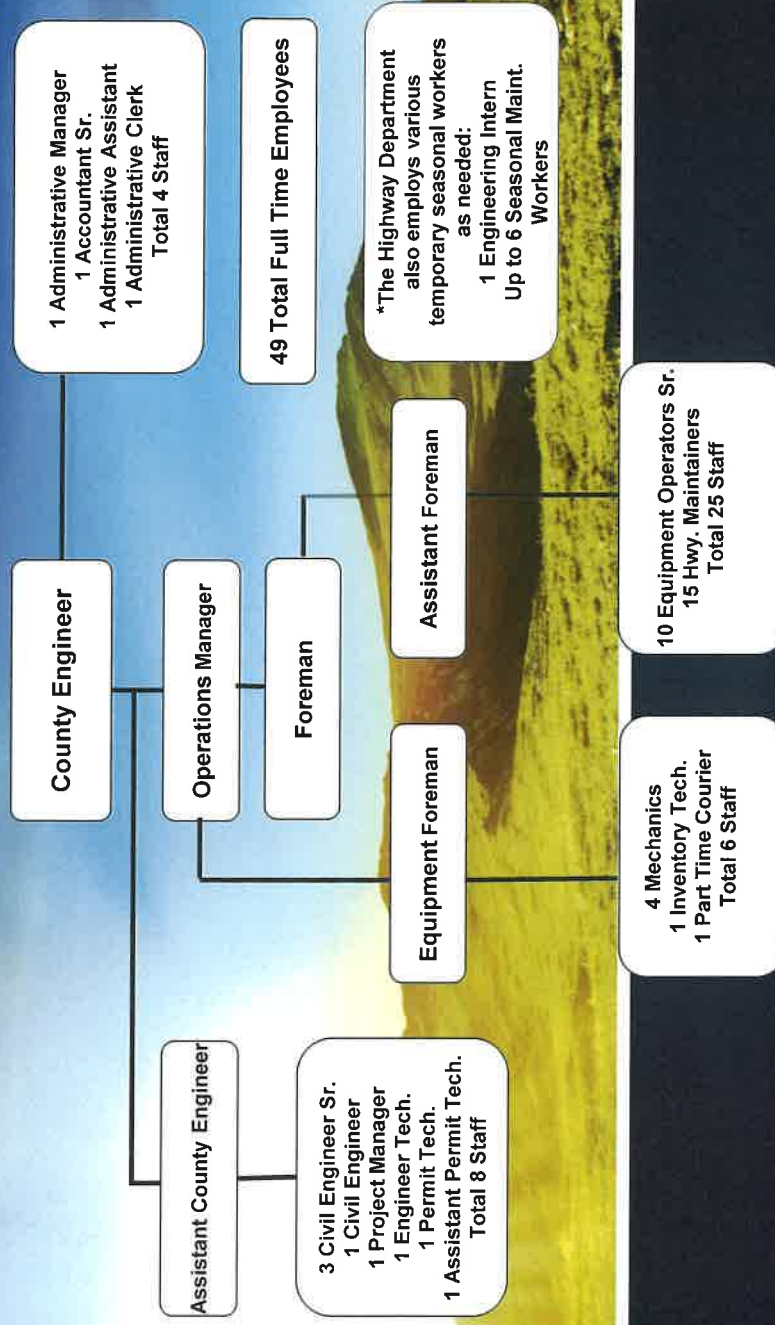 County Engineer
1 Administrative Manager
1 Accountant Sr.
1 Administrative Assistant
1 Administrative Clerk
Total 4 Staff
Assistant County Engineer
Operations Manager
49 Total Full Time Employees
3 Civil Engineer Sr.
1 Civil Engineer
1 Project Manager
1 Engineer Tech.
1 Permit Tech.
1 Assistant Permit Tech.
Total 8 Staff
Foreman
Equipment Foreman
Assistant Foreman
*The Highway Department
also employs various
temporary seasonal workers
as needed:
1 Engineering Intern
Up to 6 Seasonal Maint.
Workers
4 Mechanics
1 Inventory Tech.
1 Part Time Courier
Total 6 Staff
10 Equipment Operators Sr.
15 Hwy. Maintainers
Total 25 Staff